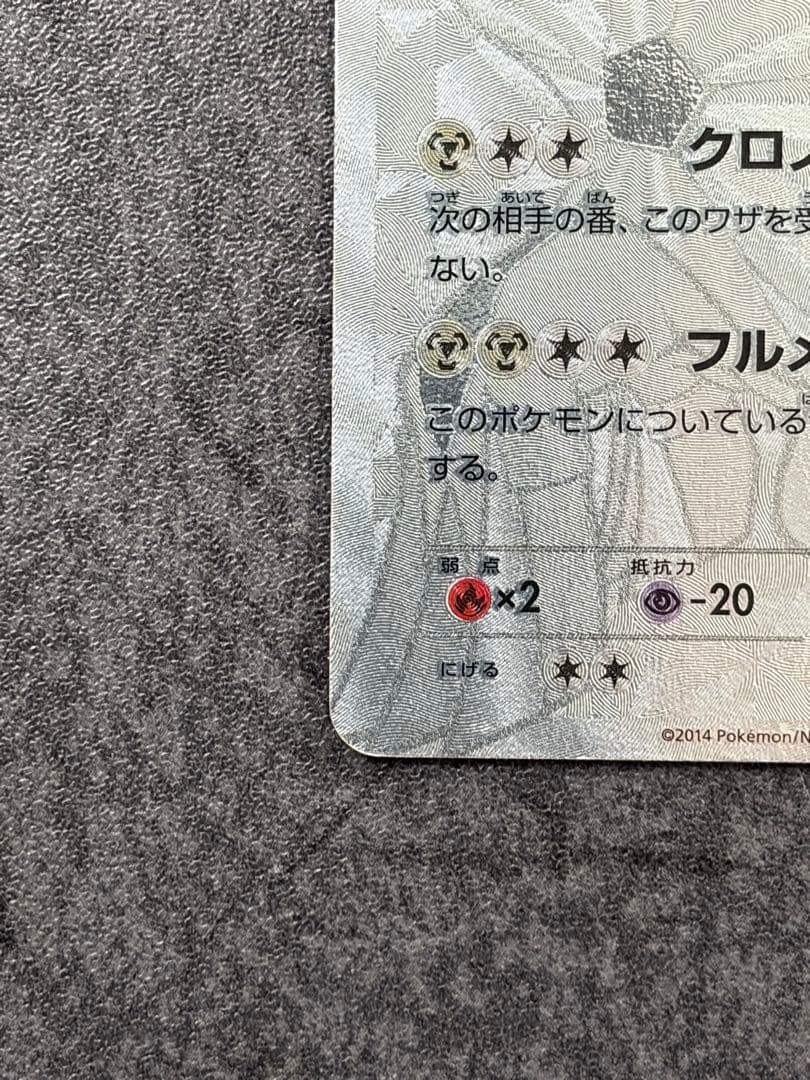 クロノ
つぎ あいて ばん
次の相手の番、このワザを受
ない。
フルメ
このポケモンについている
する。
弱点 抵抗力
×2 -20
にげる
©2014 Pokémon/N